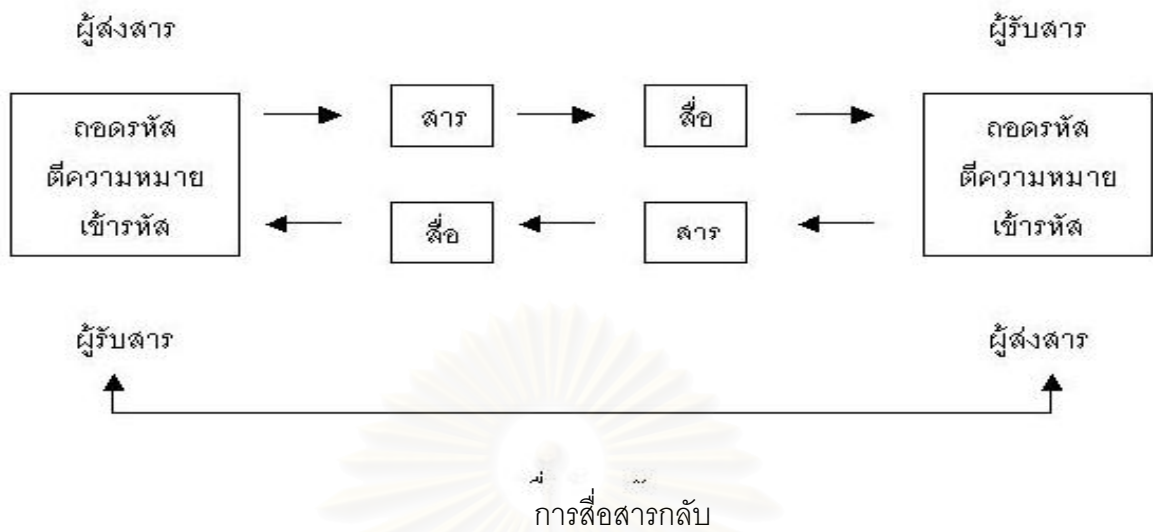 ผู้ส่งสาร ผู้รับสาร
ถอดรหัส
ตีความหมาย
เข้ารหัส
สาร
สื่อ
สื่อ
สาร
ถอดรหัส
ตีความหมาย
เข้ารหัส
ผู้รับสาร ผู้ส่งสาร
การสื่อสารกลับ